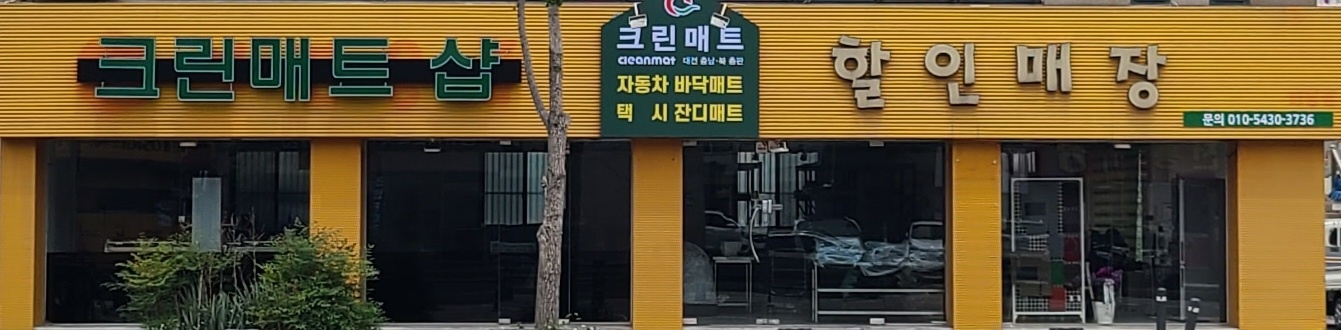 크린매트 샵
크린매트
cleanmat 대전 충남·북 총판
자동차 바닥매트
택 시 잔디매트
할인매장
문의 010-5430-3736